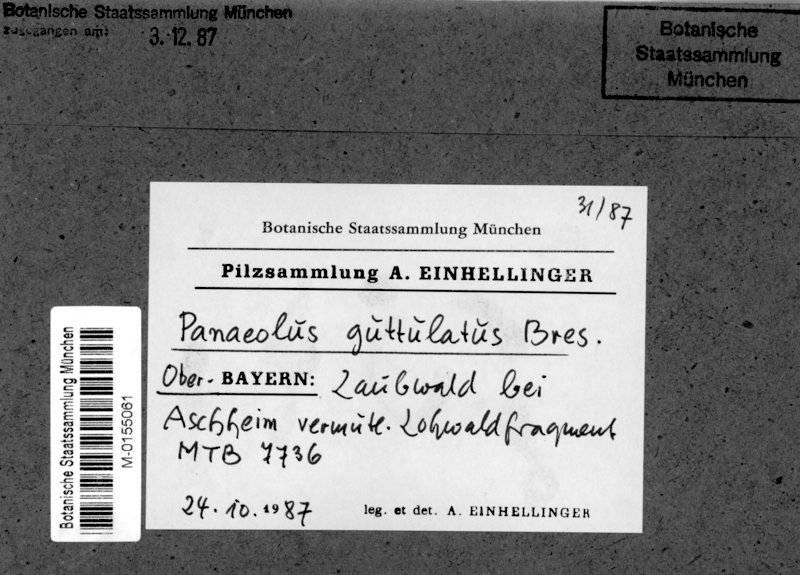 Botanische Staatssammlung München
zugegangen am: 3. 12. 87
Botanische
Staatssammlung
München
31/87
Botanische Staatssammlung München
Pilzsammlung A. EINHELLINGER
Panaeolus guttulatus Bres.
Ober- BAYERN: Laubwald bei
Aschheim vermutl. Lohwaldfragment
MTB 7736
24. 10. 1987 leg. et det. A. EINHELLINGER
Botanische Staatssammlung München
M-0155061